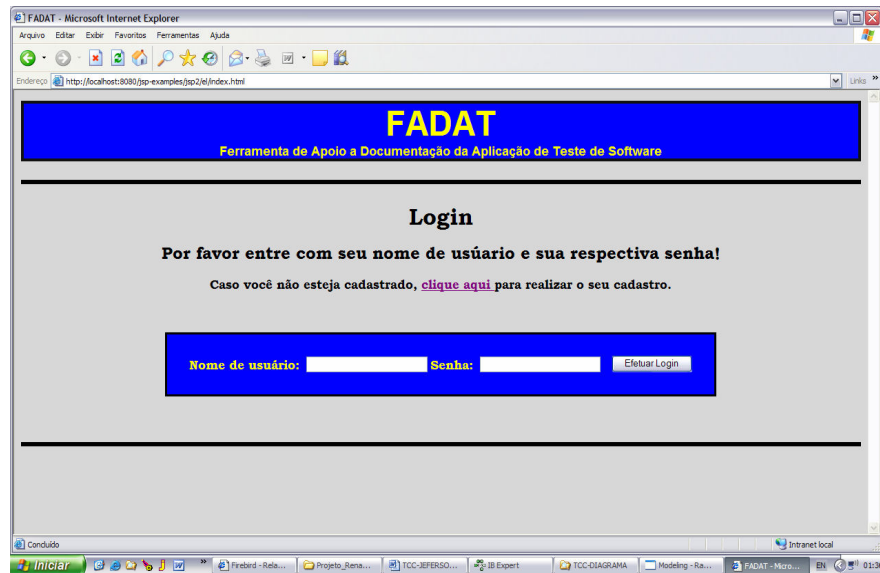 FADAT - Microsoft Internet Explorer
Arquivo Editar Exibir Favoritos Ferramentas Ajuda
Endereço http://localhost:8080/jsp-examples/jsp2/el/index.html Links »
FADAT
Ferramenta de Apoio a Documentação da Aplicação de Teste de Software
Login
Por favor entre com seu nome de usúario e sua respectiva senha!
Caso você não esteja cadastrado, clique aqui para realizar o seu cadastro.
Nome de usuário: Senha: Efetuar Login
Concluído Intranet local
Iniciar » Firebird - Rela... Projeto_Rena... TCC-JEFERSO... IB Expert TCC-DIAGRAMA Modeling - Ra... FADAT - Micro... EN